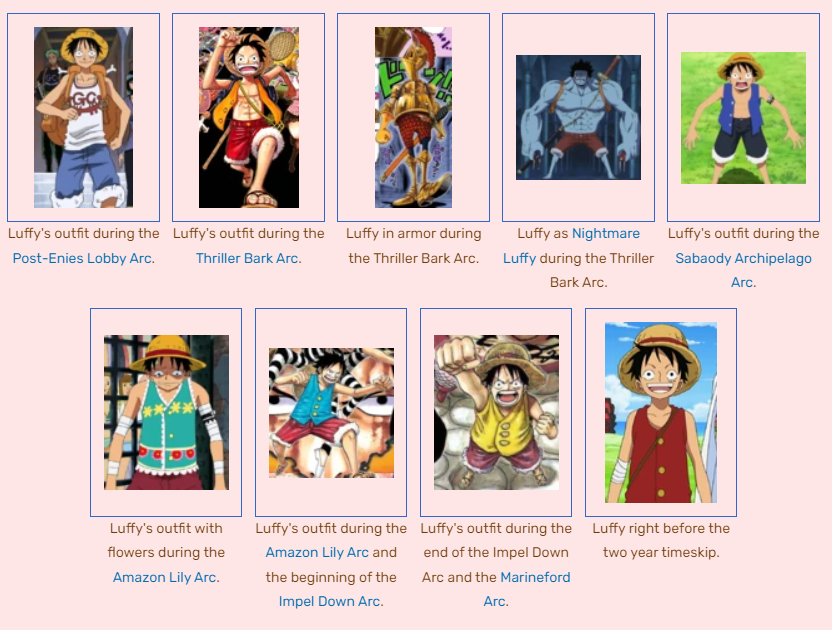 Luffy's outfit during the
Post-Enies Lobby Arc.
Luffy's outfit during the
Thriller Bark Arc.
Luffy in armor during
the Thriller Bark Arc.
Luffy as Nightmare
Luffy during the Thriller
Bark Arc.
Luffy's outfit during the
Sabaody Archipelago
Arc.
Luffy's outfit with
flowers during the
Amazon Lily Arc.
Luffy's outfit during the
Amazon Lily Arc and
the beginning of the
Impel Down Arc.
Luffy's outfit during the
end of the Impel Down
Arc and the Marineford
Arc.
Luffy right before the
two year timeskip.